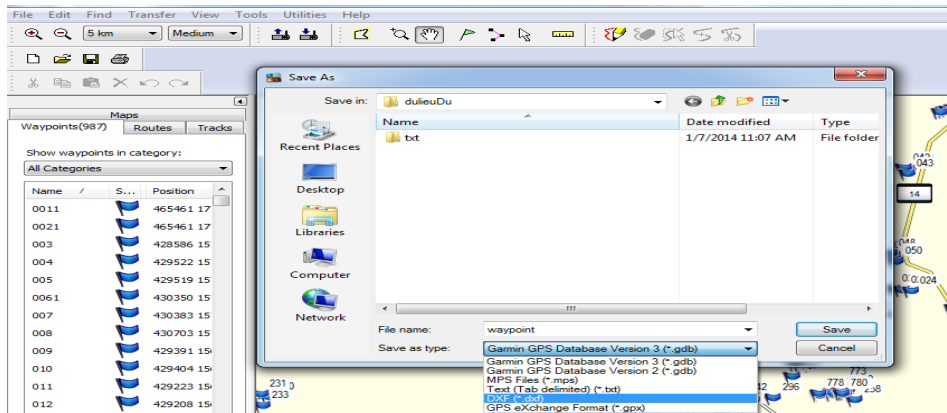 File Edit Find Transfer View Tools Utilities Help
5 km Medium
Save As
Save in: dulieuDu
Maps
Waypoints(987) Routes Tracks
Show waypoints in category:
All Categories
Name S... Position
0011 465461 17
0021 465461 17
003 428586 15
004 429522 15
005 429519 15
0061 430350 15
007 430383 15
008 430703 15
009 429391 15
010 429404 15
011 429223 15
012 429208 15
Recent Places
Desktop
Libraries
Computer
Network
Name Date modified Type
txt 1/7/2014 11:07 AM File folder
File name: waypoint Save
Save as type: Garmin GPS Database Version 3 (*.gdb) Cancel
Garmin GPS Database Version 3 (*.gdb)
Garmin GPS Database Version 2 (*.gdb)
MPS Files (*.mps)
Text (Tab delimited) (*.txt)
DXF (*.dxf)
GPS eXchange Format (*.gpx)
043
14
050
024
231
233
296
778 780